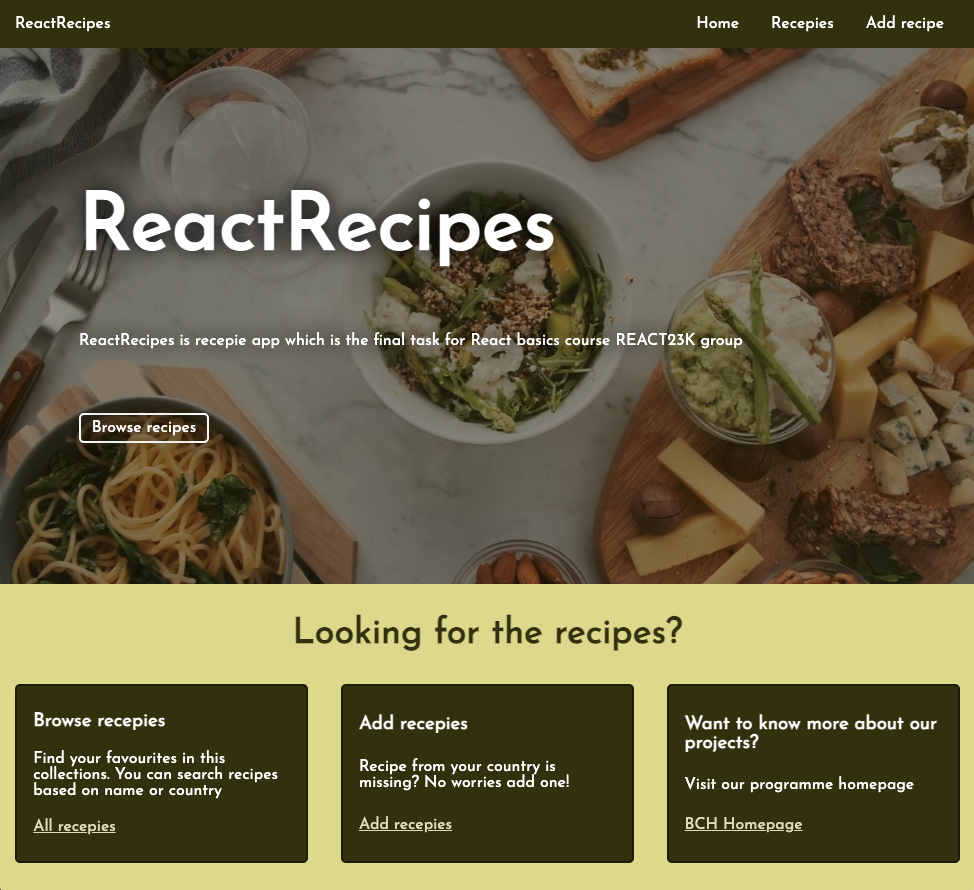 ReactRecipes
Home
Recepies
Add recipe
ReactRecipes
ReactRecipes is recepie app which is the final task for React basics course REACT23K group
Browse recipes
Looking for the recipes?
Browse recepies
Find your favourites in this
collections. You can search recipes
based on name or country
All recepies
Add recepies
Recipe from your country is
missing? No worries add one!
Add recepies
Want to know more about our
projects?
Visit our programme homepage
BCH Homepage